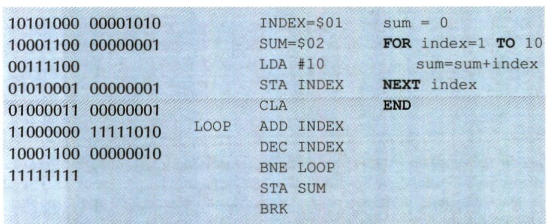 10101000 00001010
10001100 00000001
00111100
01010001 00000001
01000011 00000001
11000000 11111010
10001100 00000010
11111111
INDEX=$01
SUM=$02
LDA #10
STA INDEX
CLA
LOOP ADD INDEX
DEC INDEX
BNE LOOP
STA SUM
BRK
sum = 0
FOR index=1 TO 10
sum=sum+index
NEXT index
END